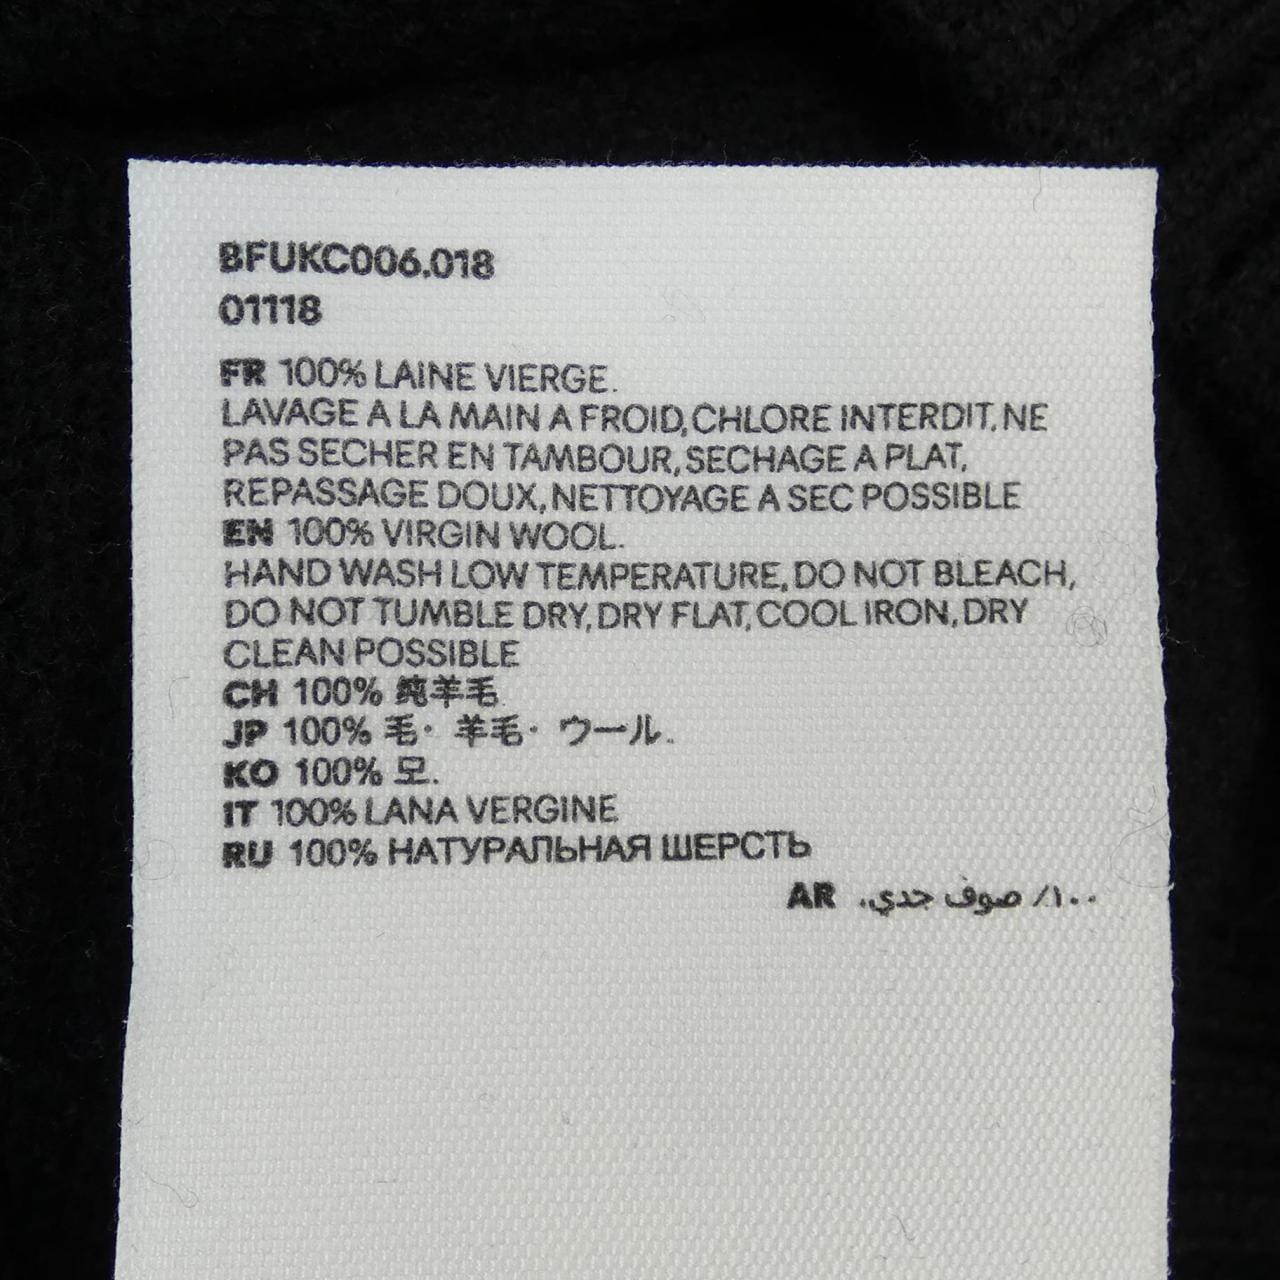 BFUKC006.018
01118
FR 100% LAINE VIERGE.
LAVAGE A LA MAIN A FROID,CHLORE INTERDIT,NE
PAS SECHER EN TAMBOUR,SECHAGE A PLAT,
REPASSAGE DOUX,NETTOYAGE A SEC POSSIBLE
EN 100% VIRGIN WOOL.
HAND WASH LOW TEMPERATURE,DO NOT BLEACH,
DO NOT TUMBLE DRY,DRY FLAT,COOL IRON,DRY
CLEAN POSSIBLE
CH 100% 纯羊毛.
JP 100% 毛· 羊毛· ウール.
KO 100% 모.
IT 100% LANA VERGINE
RU 100% НАТУРАЛЬНАЯ ШЕРСТЬ
AR ١٠٠٪ صوف جدي.